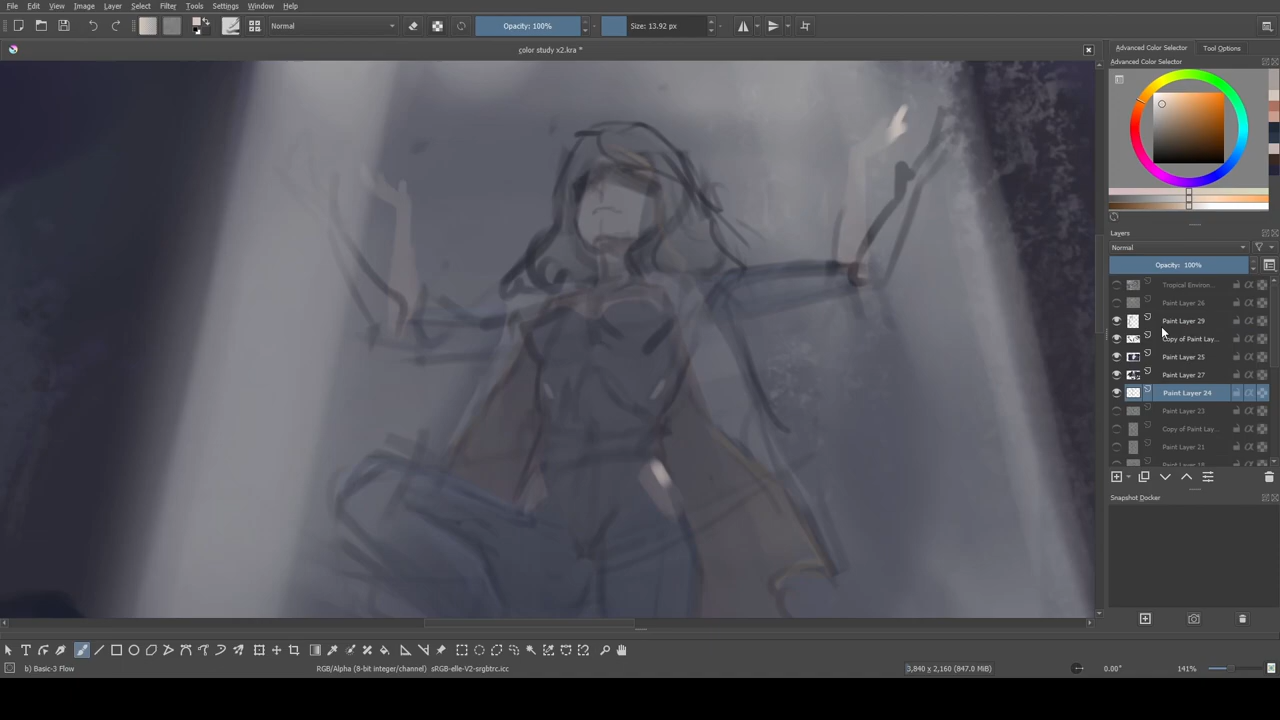 File Edit View Image Layer Select Filter Tools Settings Window Help
Normal Opacity: 100% Size: 13.92 px
color study x2.kra *
Advanced Color Selector Tool Options
Advanced Color Selector
Layers
Normal
Opacity: 100%
Tropical Environ...
Paint Layer 26
Paint Layer 29
Copy of Paint Lay...
Paint Layer 25
Paint Layer 27
Paint Layer 24
Paint Layer 23
Copy of Paint Lay...
Paint Layer 21
Snapshot Docker
b) Basic-3 Flow RGB/Alpha (8-bit integer/channel) sRGB-elle-V2-srgbtrc.icc 3,840 x 2,160 (847.0 MiB) 0.00° 141%